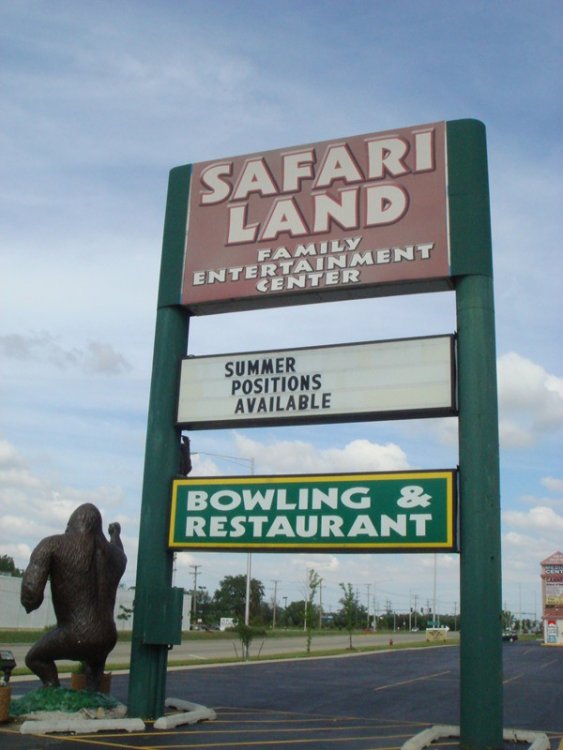 SAFARI
LAND
FAMILY
ENTERTAINMENT
CENTER
SUMMER
POSITIONS
AVAILABLE
BOWLING &
RESTAURANT